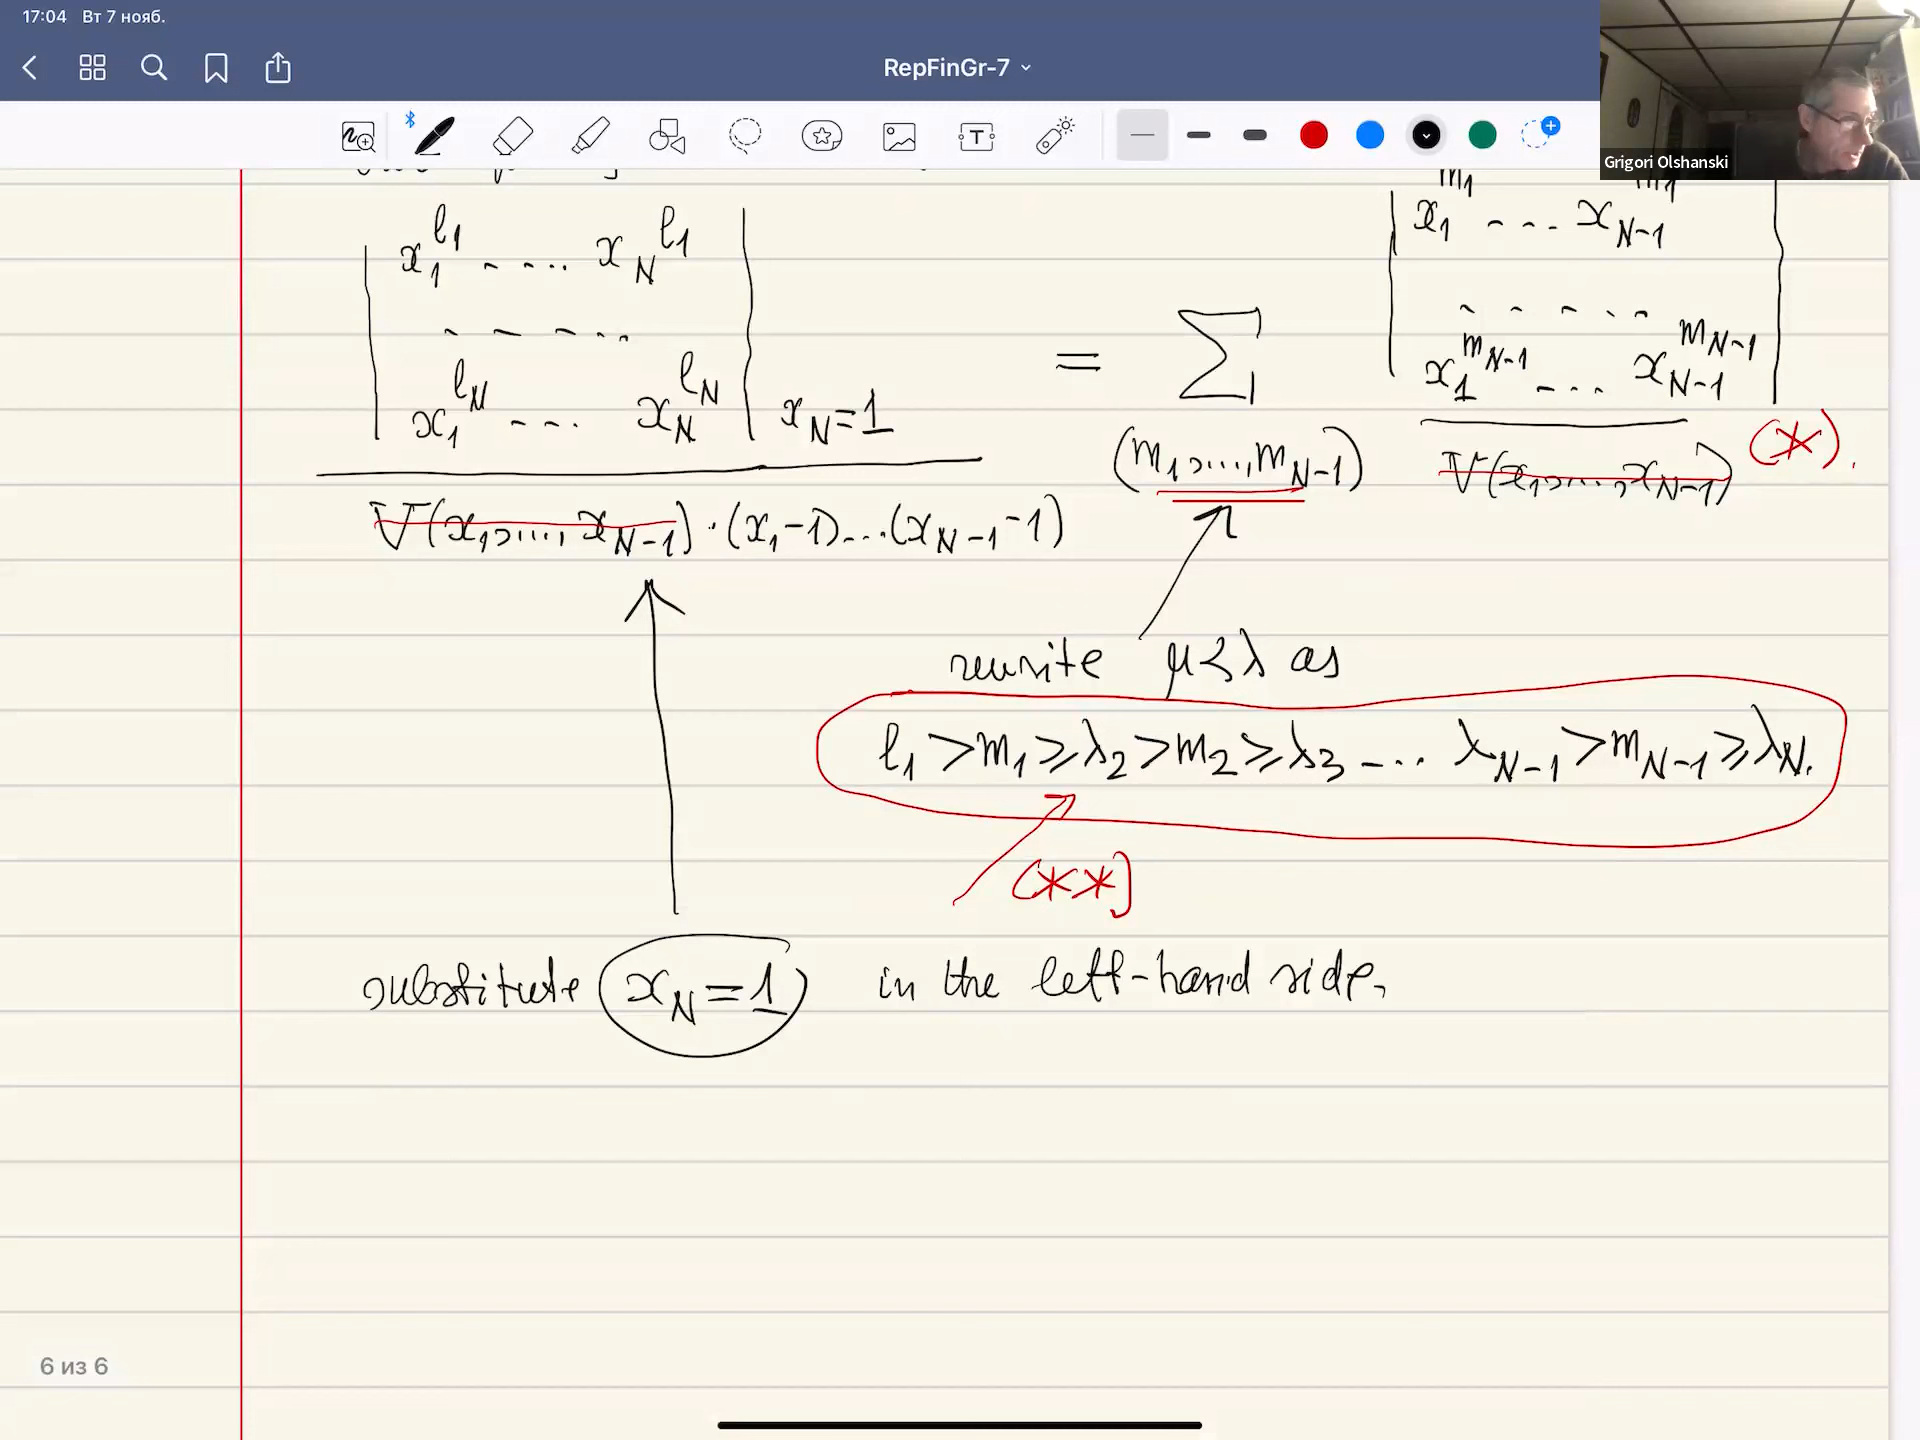 17:04 Вт 7 нояб.
RepFinGr-7
T
Grigori Olshanski
x_1^{l_1} - - ... x_N^{l_1}
- - - ...
x_1^{l_N} - - - . x_N^{l_N} | x_N = 1
V(x_1, ..., x_{N-1}) · (x_1 - 1) ... (x_{N-1} - 1)
= Σ
(m_1, ..., m_{N-1})
x_1^{m_1} - - - . x_{N-1}^{m_1}
- - - . -
x_1^{m_{N-1}} - . . . x_{N-1}^{m_{N-1}}
V(x_1, ..., x_{N-1}) (*).
rewrite μ≺λ as
l_1 > m_1 ≥ λ_2 > m_2 ≥ λ_3 - ... λ_{N-1} > m_{N-1} ≥ λ_N.
(**)
substitute x_N = 1 in the left-hand side.
6 из 6